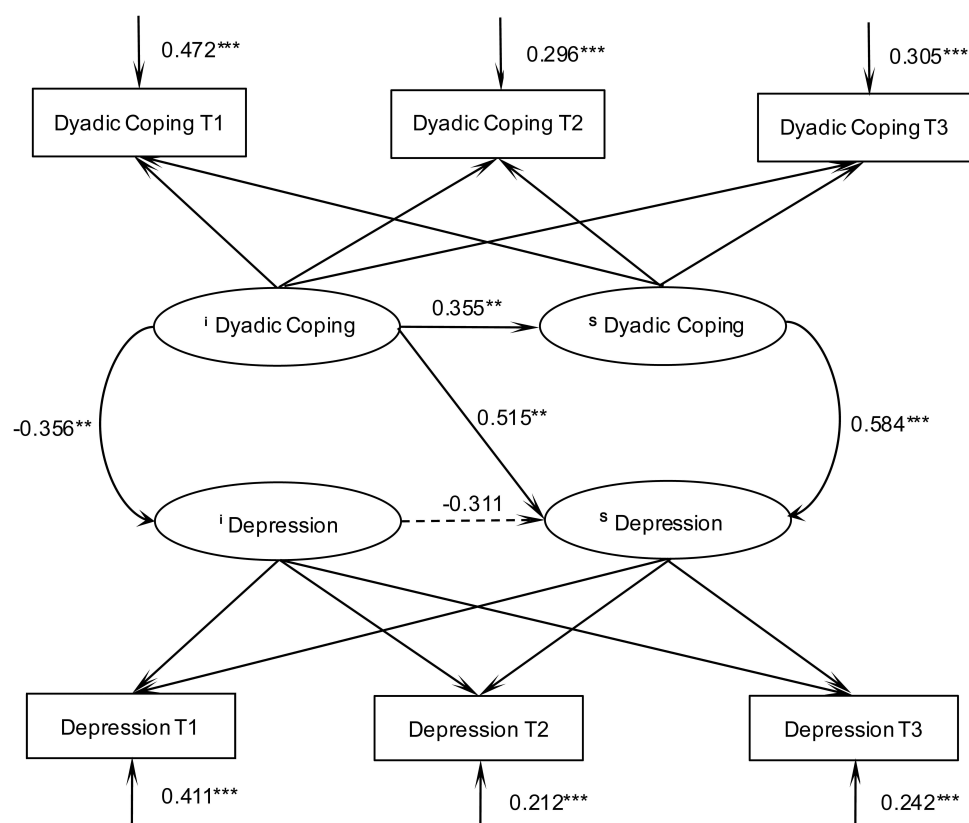 0.472***
0.296***
0.305***
Dyadic Coping T1
Dyadic Coping T2
Dyadic Coping T3
0.355**
i Dyadic Coping
S Dyadic Coping
-0.356**
0.515**
0.584***
-0.311
i Depression
S Depression
Depression T1
Depression T2
Depression T3
0.411***
0.212***
0.242***